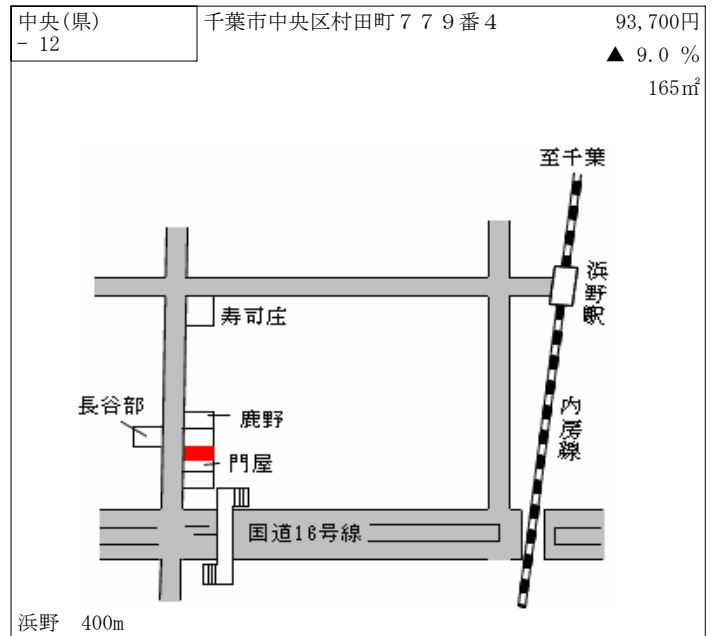 中央(県)
- 12
千葉市中央区村田町７７９番４
93,700円
▲ 9.0 %
165㎡
至千葉
浜野駅
寿司庄
長谷部
鹿野
内房線
門屋
国道16号線
浜野 400m